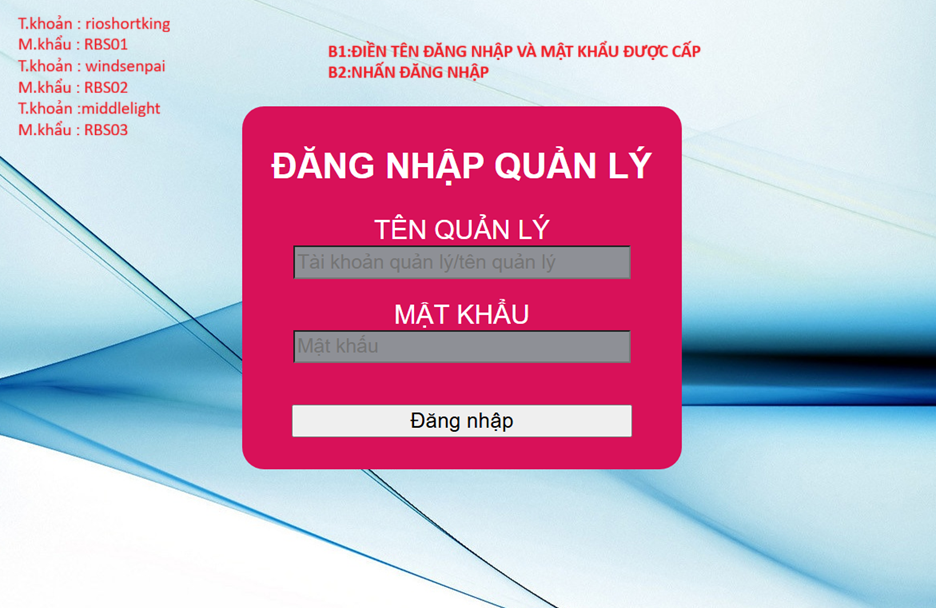 T.khoản : rioshortking
M.khẩu : RBS01
T.khoản : windsenpai
M.khẩu : RBS02
T.khoản :middlelight
M.khẩu : RBS03
B1:ĐIỀN TÊN ĐĂNG NHẬP VÀ MẬT KHẨU ĐƯỢC CẤP
B2:NHẤN ĐĂNG NHẬP
ĐĂNG NHẬP QUẢN LÝ
TÊN QUẢN LÝ
Tài khoản quản lý/tên quản lý
MẬT KHẨU
Mật khẩu
Đăng nhập